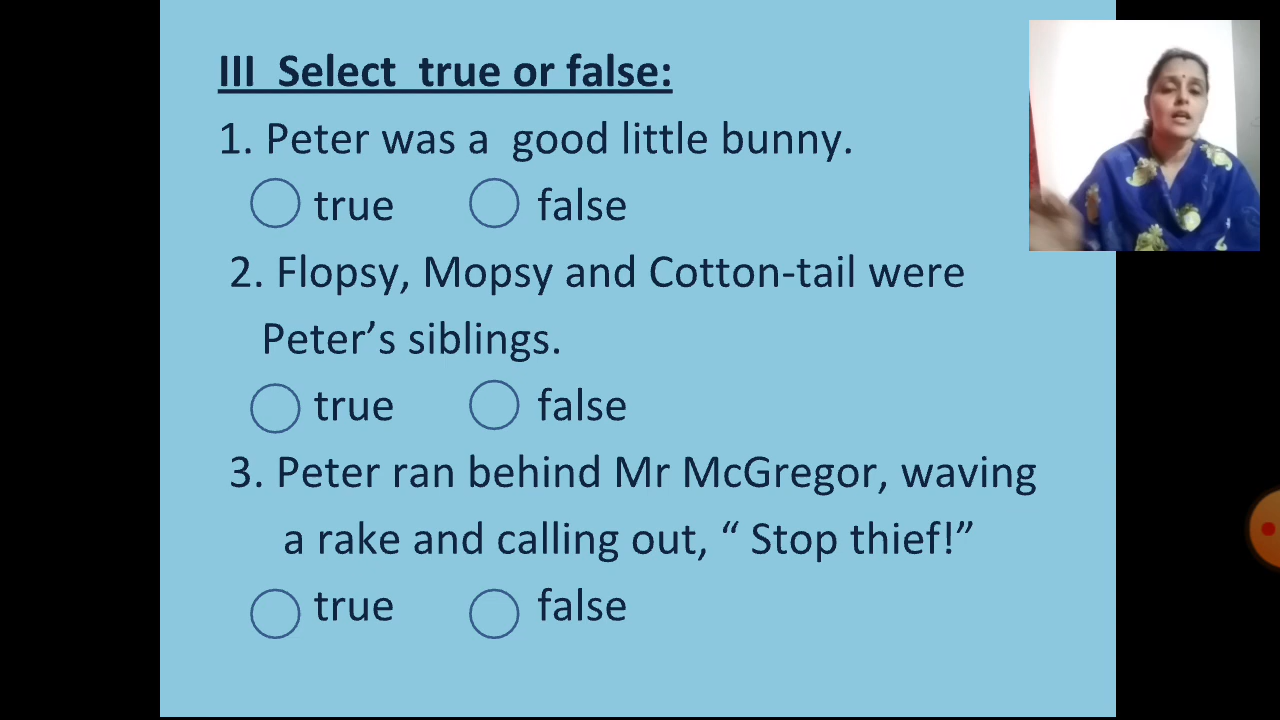 III Select true or false:
1. Peter was a good little bunny.
true false
2. Flopsy, Mopsy and Cotton-tail were
Peter’s siblings.
true false
3. Peter ran behind Mr McGregor, waving
a rake and calling out, “ Stop thief!”
true false